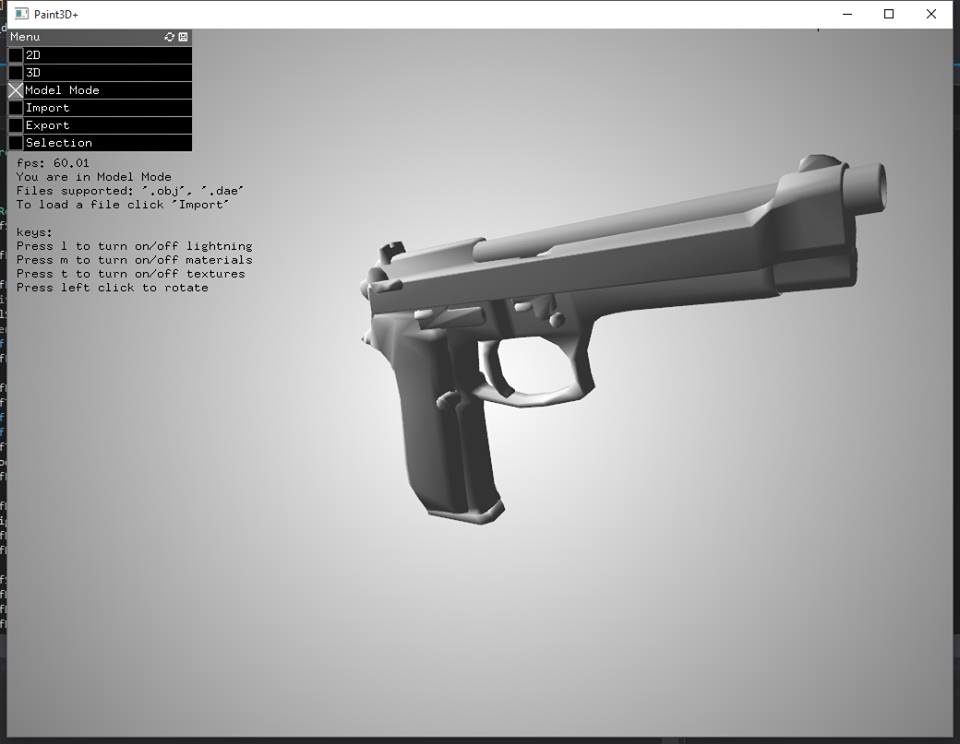 Paint3D+
Menu
2D
3D
Model Mode
Import
Export
Selection
fps: 60.01
You are in Model Mode
Files supported: '.obj', '.dae'
To load a file click 'Import'
keys:
Press l to turn on/off lightning
Press m to turn on/off materials
Press t to turn on/off textures
Press left click to rotate